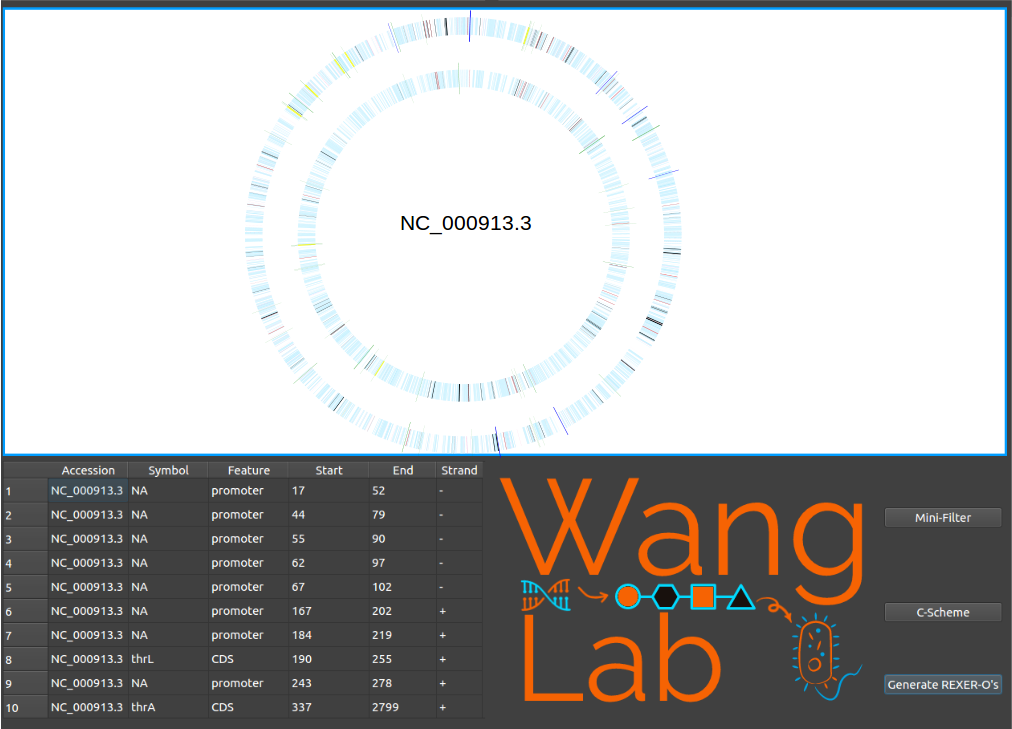 NC_000913.3
Accession Symbol Feature Start End Strand
1 NC_000913.3 NA promoter 17 52 -
2 NC_000913.3 NA promoter 44 79 -
3 NC_000913.3 NA promoter 55 90 -
4 NC_000913.3 NA promoter 62 97 -
5 NC_000913.3 NA promoter 67 102 -
6 NC_000913.3 NA promoter 167 202 +
7 NC_000913.3 NA promoter 184 219 +
8 NC_000913.3 thrL CDS 190 255 +
9 NC_000913.3 NA promoter 243 278 +
10 NC_000913.3 thrA CDS 337 2799 +
Wang
Lab
Mini-Filter
C-Scheme
Generate REXER-O's